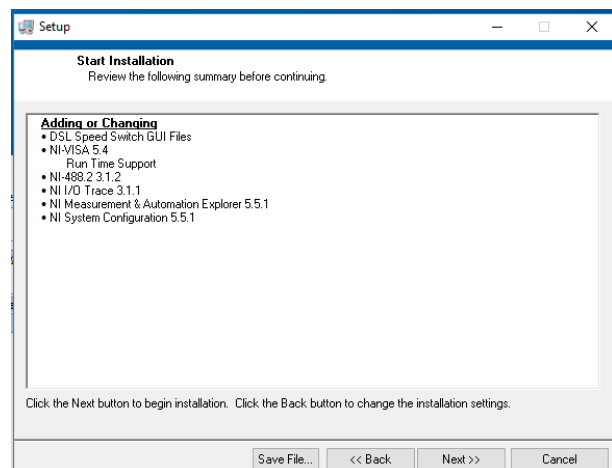 Setup
Start Installation
Review the following summary before continuing.
Adding or Changing
• DSL Speed Switch GUI Files
• NI-VISA 5.4
Run Time Support
• NI-488.2 3.1.2
• NI I/O Trace 3.1.1
• NI Measurement & Automation Explorer 5.5.1
• NI System Configuration 5.5.1
Click the Next button to begin installation. Click the Back button to change the installation settings.
Save File... << Back Next >> Cancel